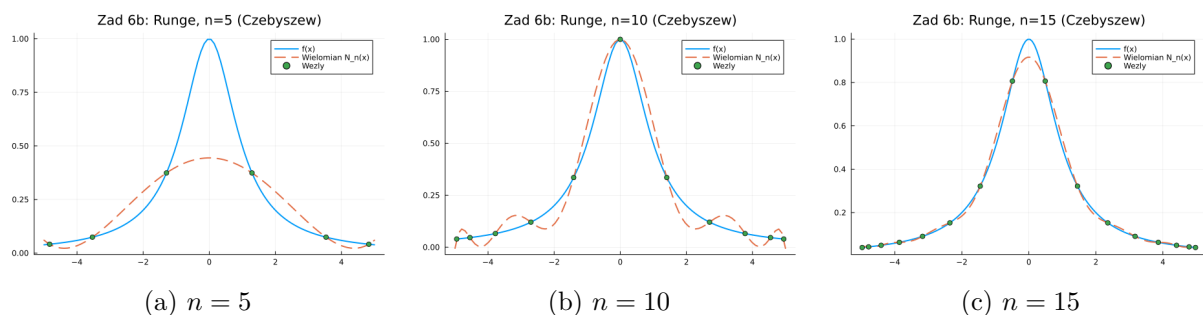 Zad 6b: Runge, n=5 (Czebyszew)
1.00
0.75
0.50
0.25
0.00
−4
−2
0
2
4
f(x)
Wielomian N_n(x)
Wezly
(a) n = 5
Zad 6b: Runge, n=10 (Czebyszew)
1.00
0.75
0.50
0.25
0.00
−4
−2
0
2
4
f(x)
Wielomian N_n(x)
Wezly
(b) n = 10
Zad 6b: Runge, n=15 (Czebyszew)
1.0
0.8
0.6
0.4
0.2
−4
−2
0
2
4
f(x)
Wielomian N_n(x)
Wezly
(c) n = 15